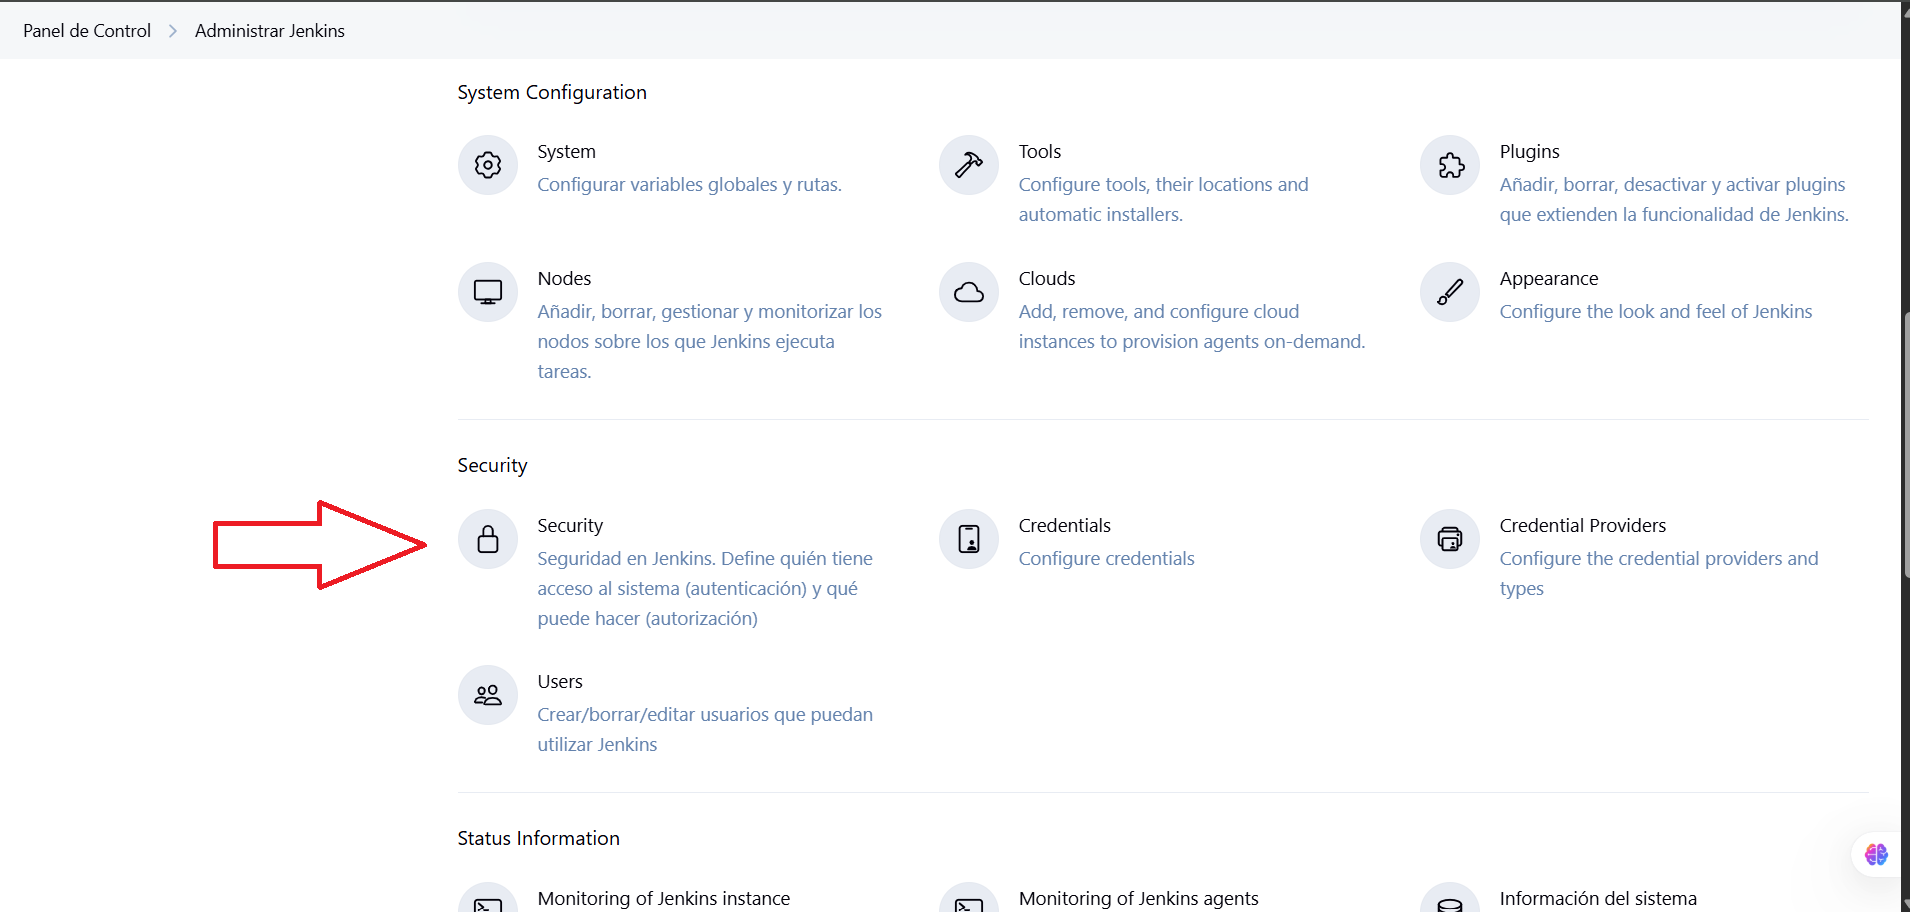 Panel de Control
Administrar Jenkins
System Configuration
System
Configurar variables globales y rutas.
Tools
Configure tools, their locations and
automatic installers.
Plugins
Añadir, borrar, desactivar y activar plugins
que extienden la funcionalidad de Jenkins.
Nodes
Añadir, borrar, gestionar y monitorizar los
nodos sobre los que Jenkins ejecuta
tareas.
Clouds
Add, remove, and configure cloud
instances to provision agents on-demand.
Appearance
Configure the look and feel of Jenkins
Security
Security
Seguridad en Jenkins. Define quién tiene
acceso al sistema (autenticación) y qué
puede hacer (autorización)
Credentials
Configure credentials
Credential Providers
Configure the credential providers and
types
Users
Crear/borrar/editar usuarios que puedan
utilizar Jenkins
Status Information
Monitoring of Jenkins instance
Monitoring of Jenkins agents
Información del sistema